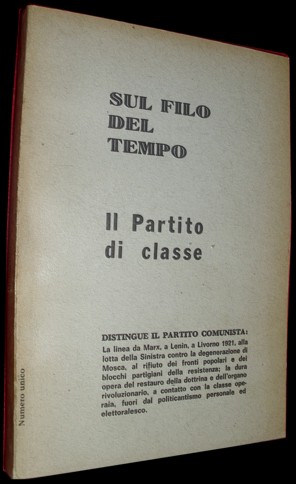 SUL FILO
DEL
TEMPO
Il Partito
di classe
DISTINGUE IL PARTITO COMUNISTA:
La linea da Marx, a Lenin, a Livorno 1921, alla
lotta della Sinistra contro la degenerazione di
Mosca, al rifiuto dei fronti popolari e dei
blocchi partigiani della resistenza; la dura
opera del restauro della dottrina e dell'organo
rivoluzionario, a contatto con la classe ope-
raia, fuori dal politicantismo personale ed
elettoralesco.
Numero unico